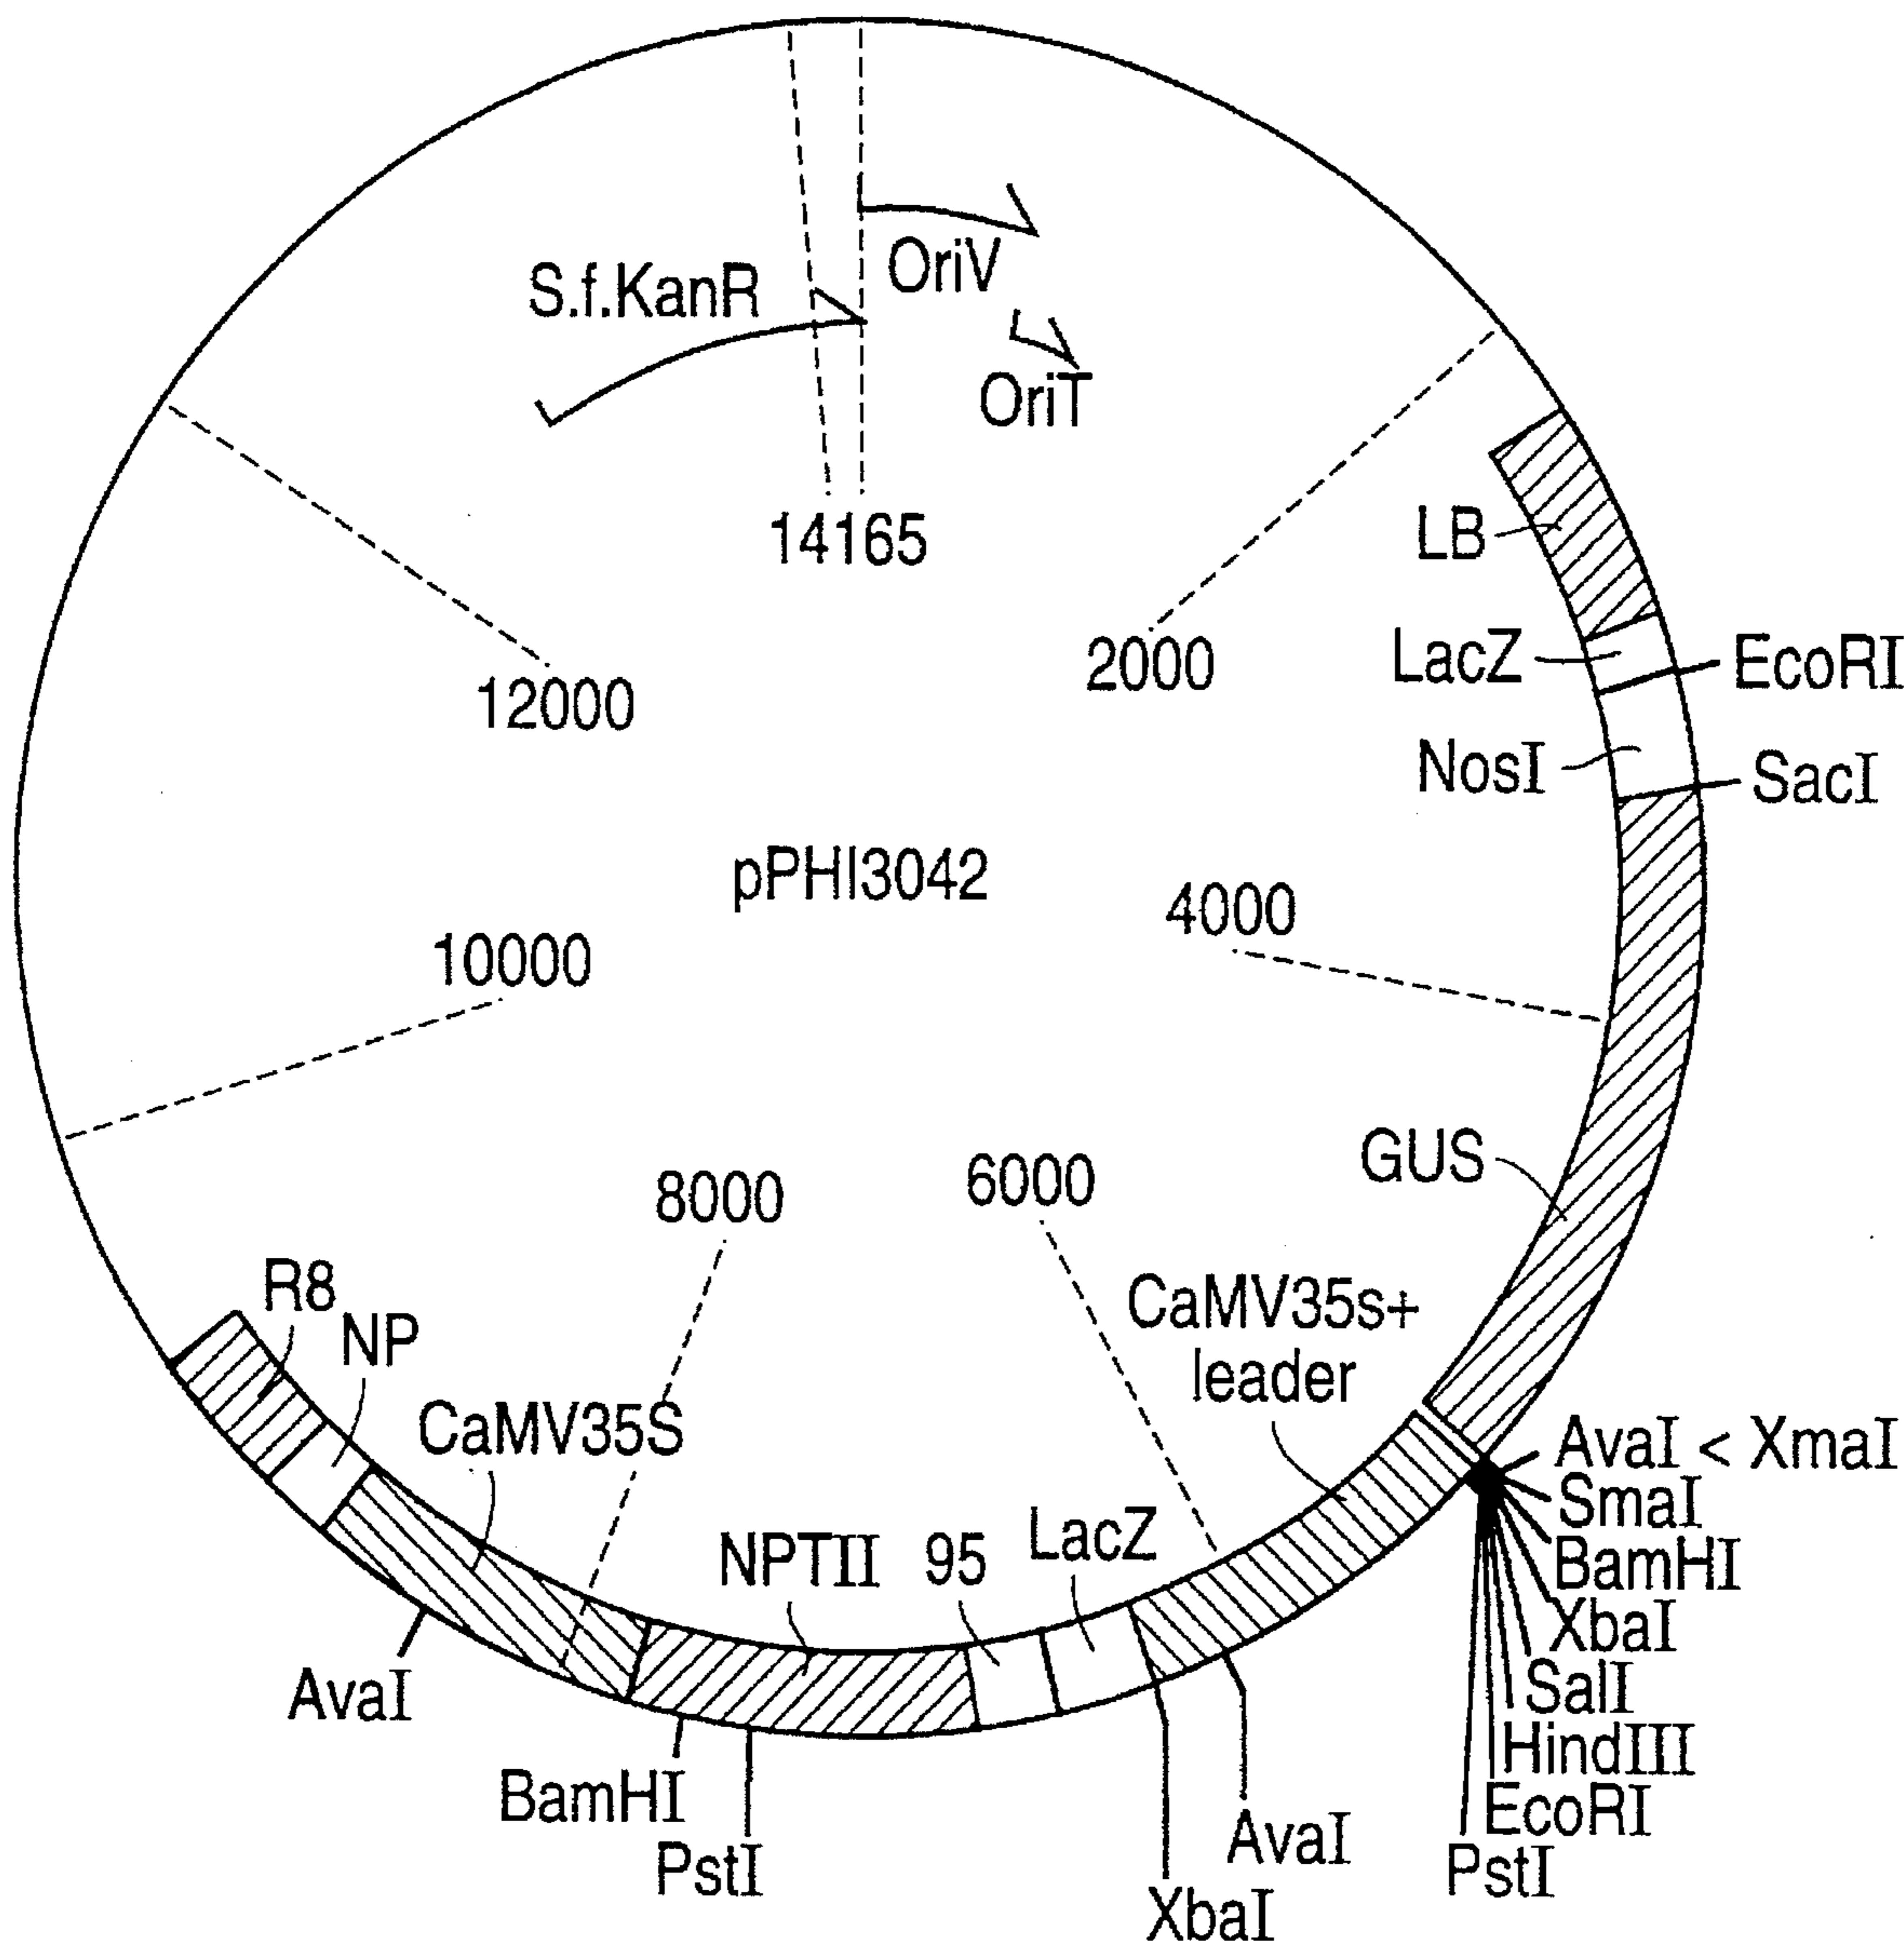 S.f.KanR
OriV
OriT
14165
LB
12000
2000
LacZ
EcoRI
NosI
SacI
pPHI3042
4000
10000
GUS
8000
6000
R8
NP
CaMV35s+
leader
CaMV35S
AvaI < XmaI
SmaI
NPTII
95
LacZ
BamHI
XbaI
AvaI
SalI
HindIII
BamHI
EcoRI
PstI
AvaI
PstI
XbaI